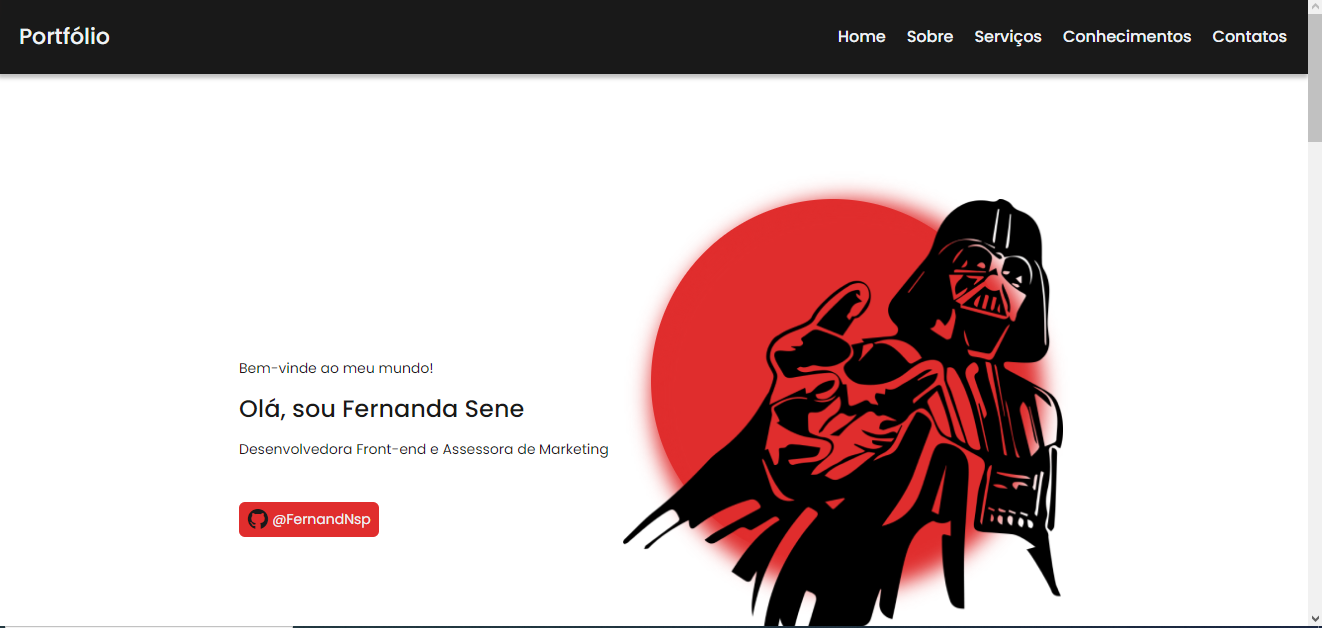 Portfólio
Home Sobre Serviços Conhecimentos Contatos
Bem-vinde ao meu mundo!
Olá, sou Fernanda Sene
Desenvolvedora Front-end e Assessora de Marketing
@FernandNsp